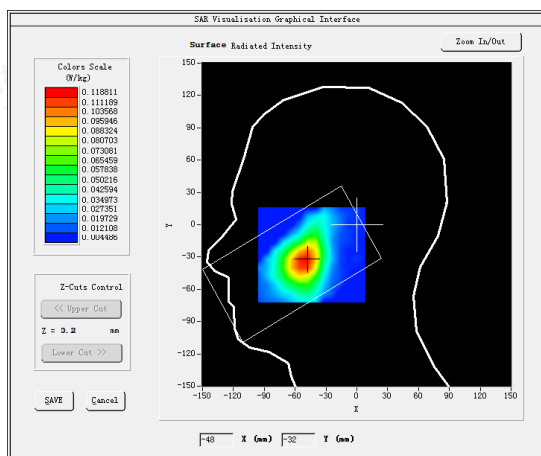 SAR Visualisation Graphical Interface
Surface Radiated Intensity
Zoom In/Out
Colors Scale
(W/kg)
0.118811
0.111189
0.103568
0.095946
0.088324
0.080703
0.073081
0.065459
0.057838
0.050216
0.042594
0.034973
0.027351
0.019729
0.012108
0.004486
Z-Cuts Control
<< Upper Cut
Z = 3.2 mm
Lower Cut >>
SAVE
Cancel
150
120
90
60
30
0
-30
-60
-90
-120
-150
Y
-150 -120 -90 -60 -30 0 30 60 90 120 150
X
-48 X (mm) -32 Y (mm)